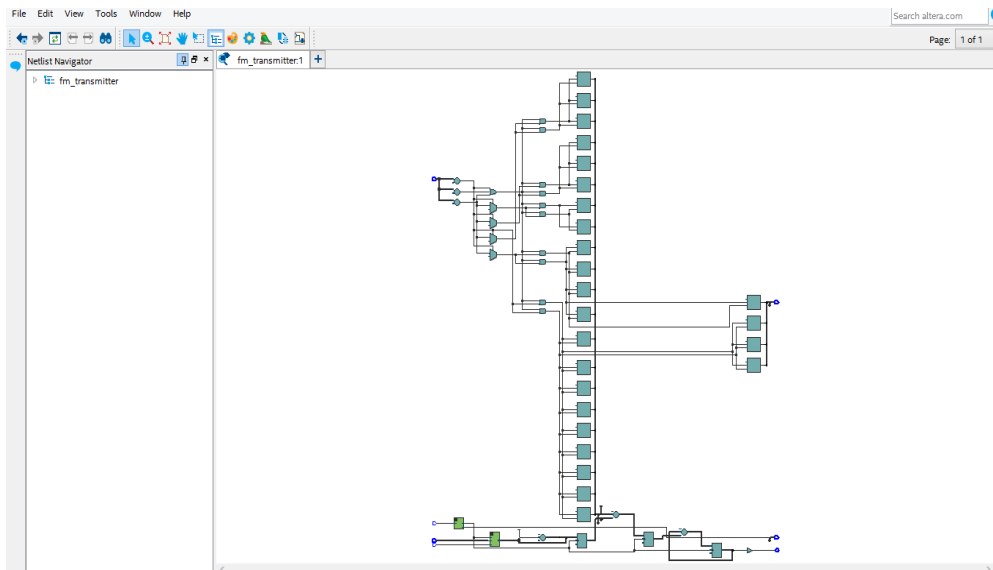 File Edit View Tools Window Help
Search altera.com
Page: 1 of 1
Netlist Navigator
fm_transmitter:1
fm_transmitter